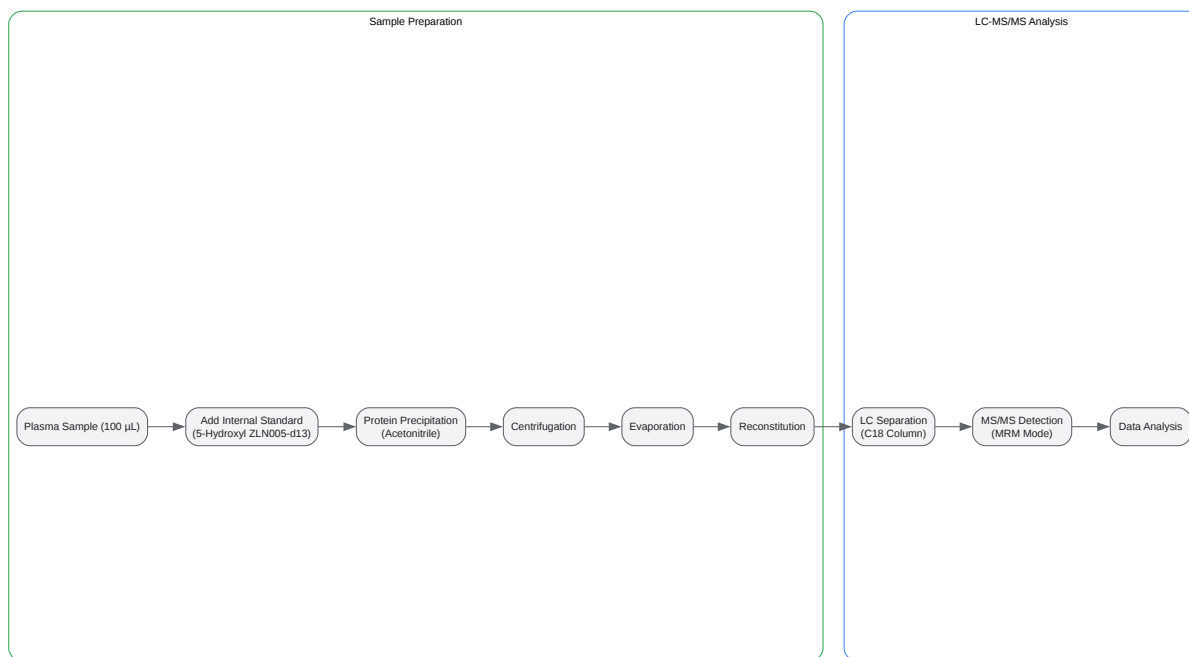 Sample Preparation
LC-MS/MS Analysis
Plasma Sample (100 µL)
Add Internal Standard
(5-Hydroxyl ZLN005-d13)
Protein Precipitation
(Acetonitrile)
Centrifugation
Evaporation
Reconstitution
LC Separation
(C18 Column)
MS/MS Detection
(MRM Mode)
Data Analysis